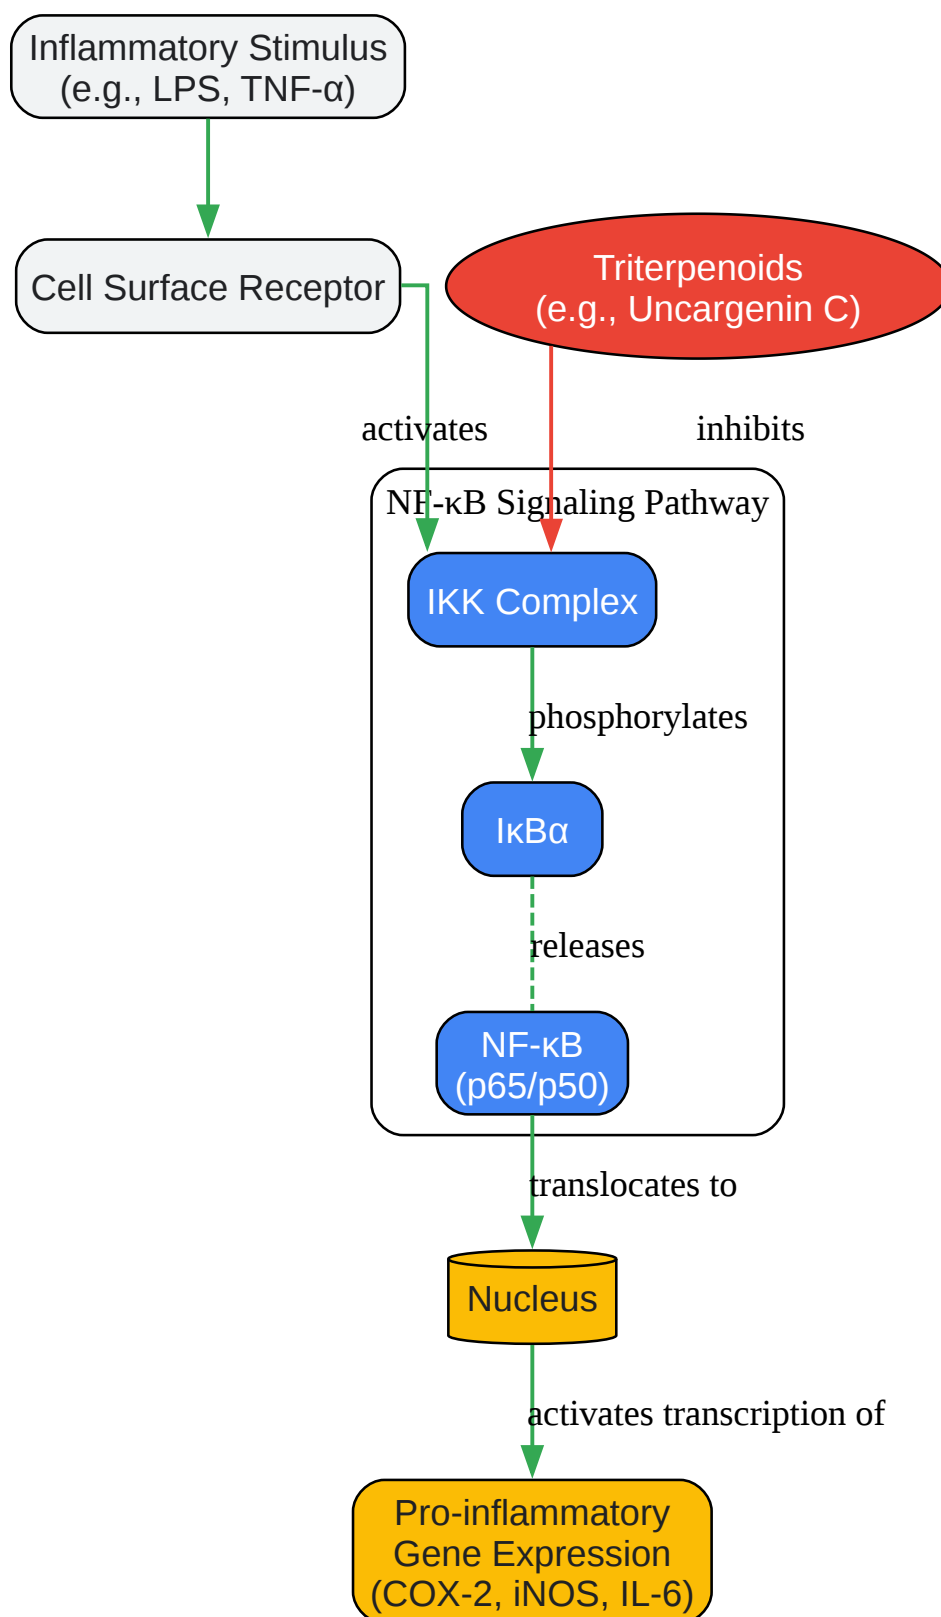 Inflammatory Stimulus
(e.g., LPS, TNF-α)
Cell Surface Receptor
Triterpenoids
(e.g., Uncargenin C)
activates
inhibits
NF-κB Signaling Pathway
IKK Complex
phosphorylates
IκBα
releases
NF-κB
(p65/p50)
translocates to
Nucleus
activates transcription of
Pro-inflammatory
Gene Expression
(COX-2, iNOS, IL-6)